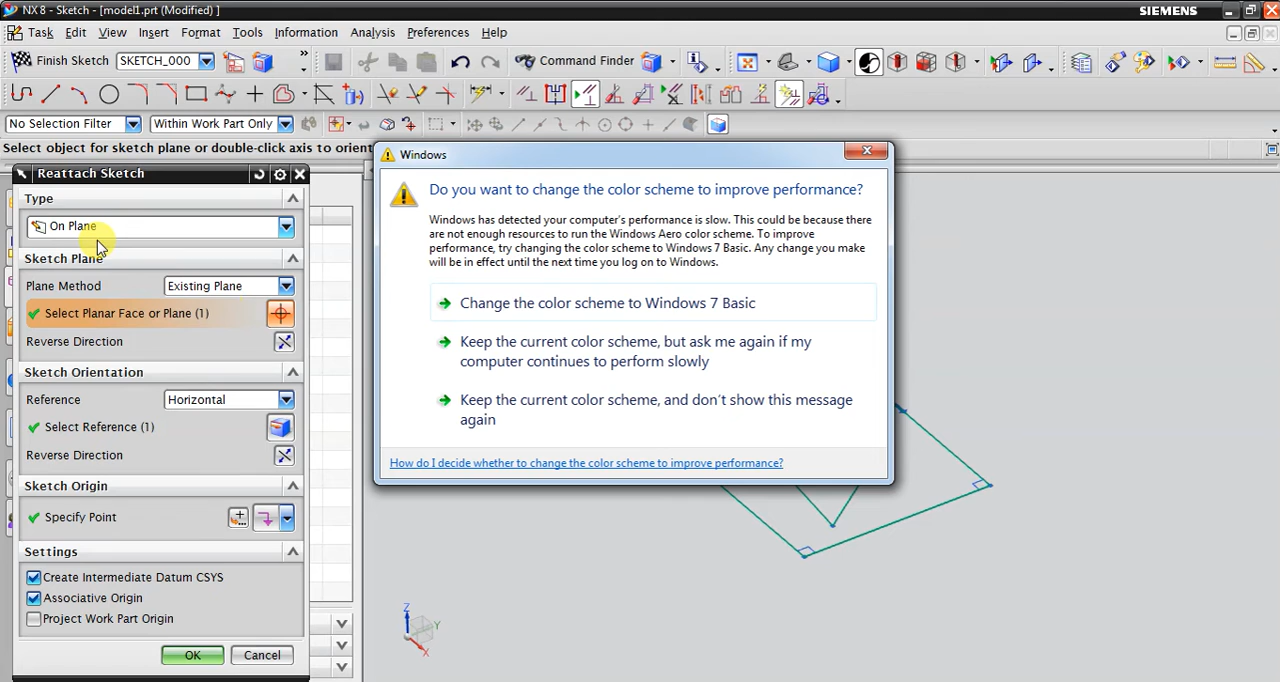 NX 8 - Sketch - [model1.prt (Modified) ]
SIEMENS
Task Edit View Insert Format Tools Information Analysis Preferences Help
Finish Sketch SKETCH_000 Command Finder
No Selection Filter Within Work Part Only
Select object for sketch plane or double-click axis to orient
Reattach Sketch
Type
On Plane
Sketch Plane
Plane Method Existing Plane
Select Planar Face or Plane (1)
Reverse Direction
Sketch Orientation
Reference Horizontal
Select Reference (1)
Reverse Direction
Sketch Origin
Specify Point
Settings
Create Intermediate Datum CSYS
Associative Origin
Project Work Part Origin
OK Cancel
Windows
Do you want to change the color scheme to improve performance?
Windows has detected your computer's performance is slow. This could be because there
are not enough resources to run the Windows Aero color scheme. To improve
performance, try changing the color scheme to Windows 7 Basic. Any change you make
will be in effect until the next time you log on to Windows.
Change the color scheme to Windows 7 Basic
Keep the current color scheme, but ask me again if my
computer continues to perform slowly
Keep the current color scheme, and don't show this message
again
How do I decide whether to change the color scheme to improve performance?
Z
Y
X